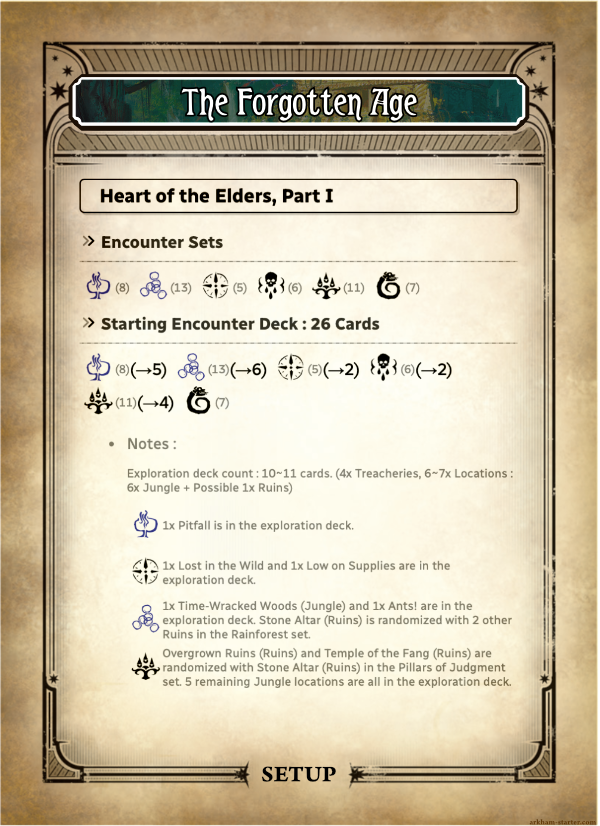 The Forgotten Age
Heart of the Elders, Part I
» Encounter Sets
(8) (13) (5) (6) (11) (7)
» Starting Encounter Deck : 26 Cards
(8)(→5) (13)(→6) (5)(→2) (6)(→2)
(11)(→4) (7)
• Notes :
Exploration deck count : 10~11 cards. (4x Treacheries, 6~7x Locations :
6x Jungle + Possible 1x Ruins)
1x Pitfall is in the exploration deck.
1x Lost in the Wild and 1x Low on Supplies are in the
exploration deck.
1x Time-Wracked Woods (Jungle) and 1x Ants! are in the
exploration deck. Stone Altar (Ruins) is randomized with 2 other
Ruins in the Rainforest set.
Overgrown Ruins (Ruins) and Temple of the Fang (Ruins) are
randomized with Stone Altar (Ruins) in the Pillars of Judgment
set. 5 remaining Jungle locations are all in the exploration deck.
SETUP
arkham-starter.com